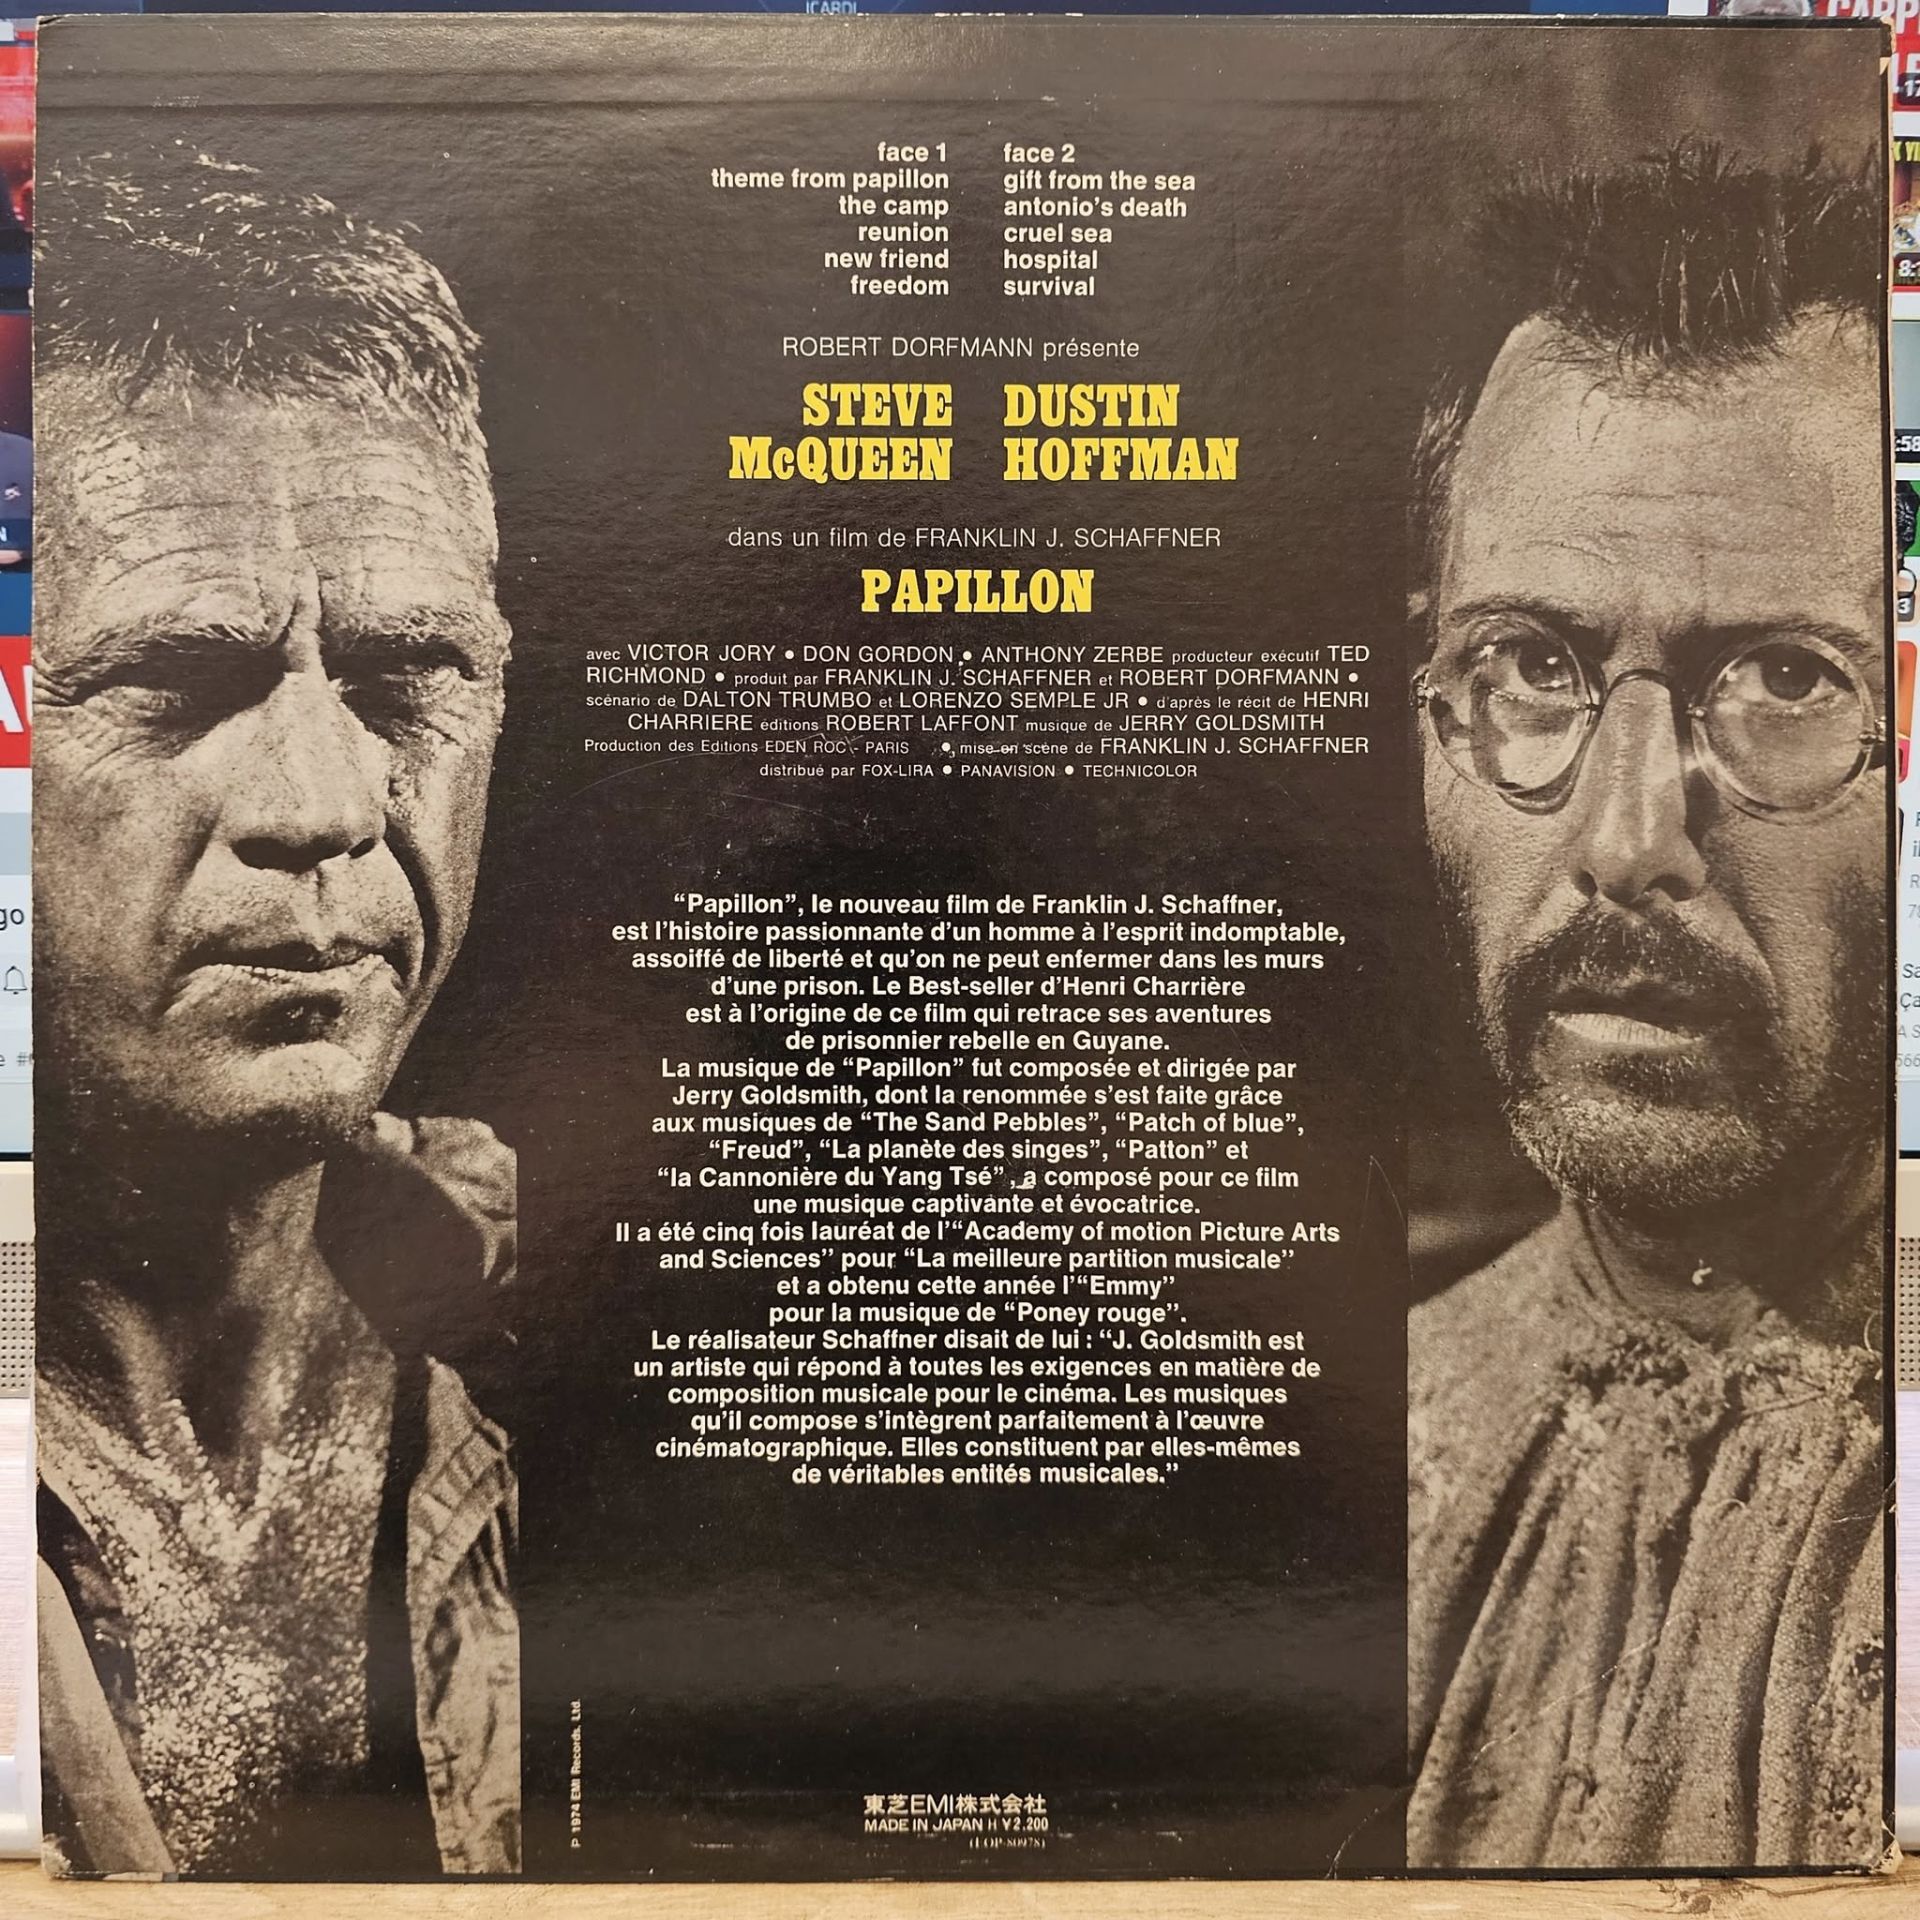 ICARDI
face 1
theme from papillon
the camp
reunion
new friend
freedom
face 2
gift from the sea
antonio's death
cruel sea
hospital
survival
ROBERT DORFMANN présente
STEVE McQUEEN
DUSTIN HOFFMAN
dans un film de FRANKLIN J. SCHAFFNER
PAPILLON
avec VICTOR JORY • DON GORDON • ANTHONY ZERBE producteur exécutif TED
RICHMOND • produit par FRANKLIN J. SCHAFFNER et ROBERT DORFMANN •
scénario de DALTON TRUMBO et LORENZO SEMPLE JR • d'après le récit de HENRI
CHARRIERE éditions ROBERT LAFFONT musique de JERRY GOLDSMITH
Production des Editions EDEN ROC - PARIS • mise en scène de FRANKLIN J. SCHAFFNER
distribué par FOX-LIRA • PANAVISION • TECHNICOLOR
“Papillon”, le nouveau film de Franklin J. Schaffner,
est l'histoire passionnante d'un homme à l'esprit indomptable,
assoiffé de liberté et qu'on ne peut enfermer dans les murs
d'une prison. Le Best-seller d'Henri Charrière
est à l'origine de ce film qui retrace ses aventures
de prisonnier rebelle en Guyane.
La musique de “Papillon” fut composée et dirigée par
Jerry Goldsmith, dont la renommée s'est faite grâce
aux musiques de “The Sand Pebbles”, “Patch of blue”,
“Freud”, “La planète des singes”, “Patton” et
“la Cannonière du Yang Tsé”, a composé pour ce film
une musique captivante et évocatrice.
Il a été cinq fois lauréat de l'“Academy of motion Picture Arts
and Sciences” pour “La meilleure partition musicale”
et a obtenu cette année l'“Emmy”
pour la musique de “Poney rouge”.
Le réalisateur Schaffner disait de lui : “J. Goldsmith est
un artiste qui répond à toutes les exigences en matière de
composition musicale pour le cinéma. Les musiques
qu'il compose s'intègrent parfaitement à l'œuvre
cinématographique. Elles constituent par elles-mêmes
de véritables entités musicales.”
P 1974 EMI Records. Ltd.
東芝EMI株式会社
MADE IN JAPAN H ¥2,200
(EOP-80978)